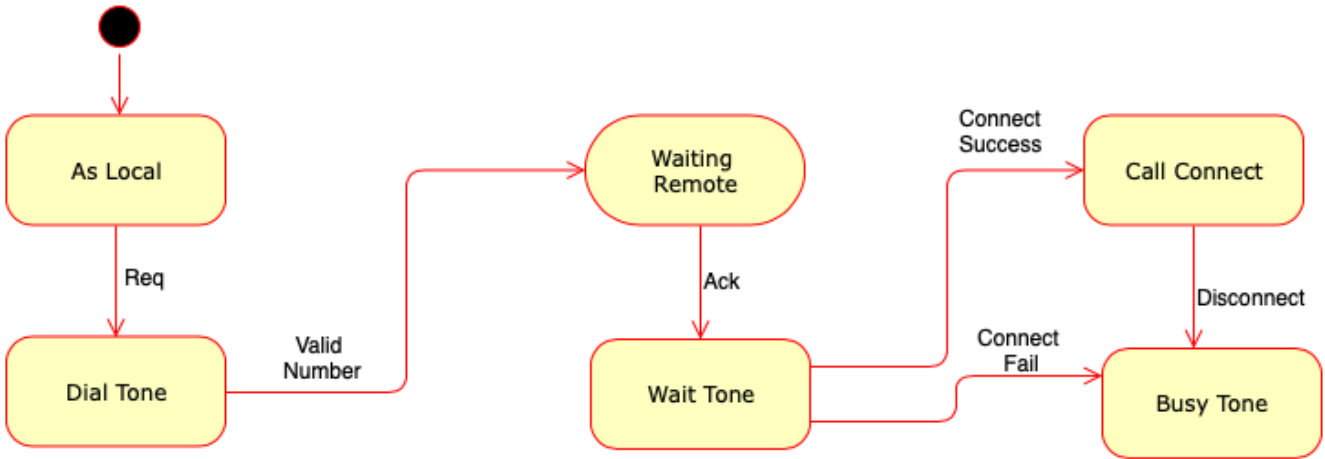 As Local
Req
Dial Tone
Valid
Number
Waiting
Remote
Ack
Wait Tone
Connect
Success
Call Connect
Disconnect
Connect
Fail
Busy Tone